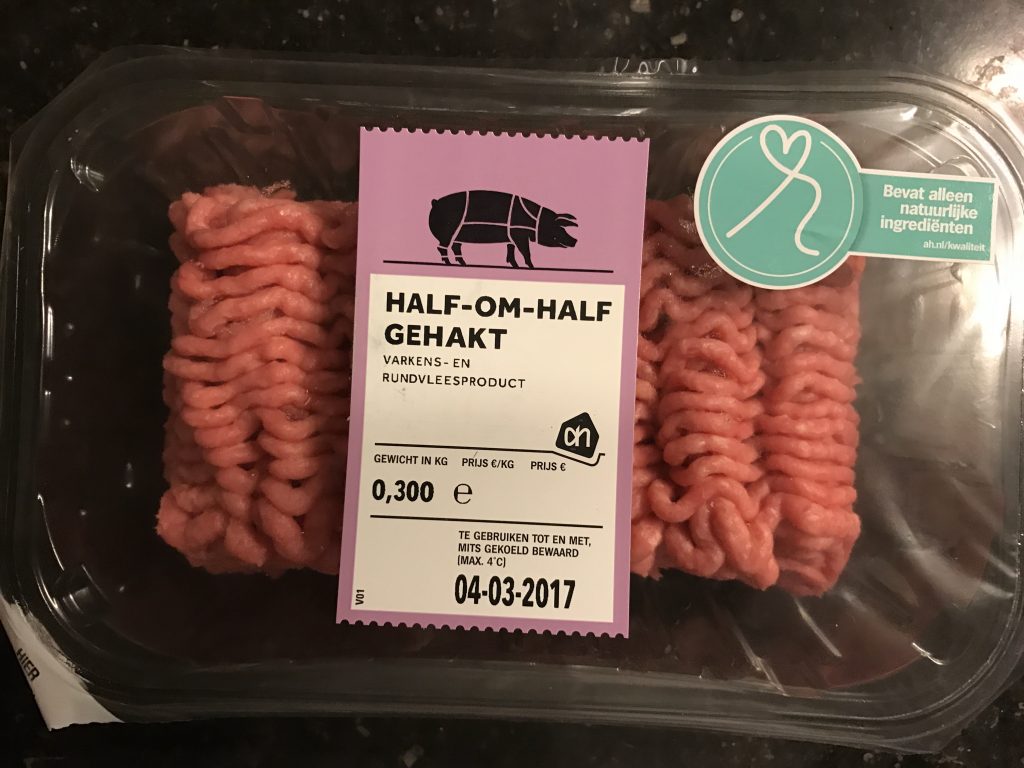 Bevat alleen
natuurlijke
ingrediënten
ah.nl/kwaliteit
HALF-OM-HALF
GEHAKT
VARKENS- EN
RUNDVLEESPRODUCT
ah
GEWICHT IN KG PRIJS €/KG PRIJS €
0,300 ℮
TE GEBRUIKEN TOT EN MET,
MITS GEKOELD BEWAARD
(MAX. 4°C)
04-03-2017
V01
HIER